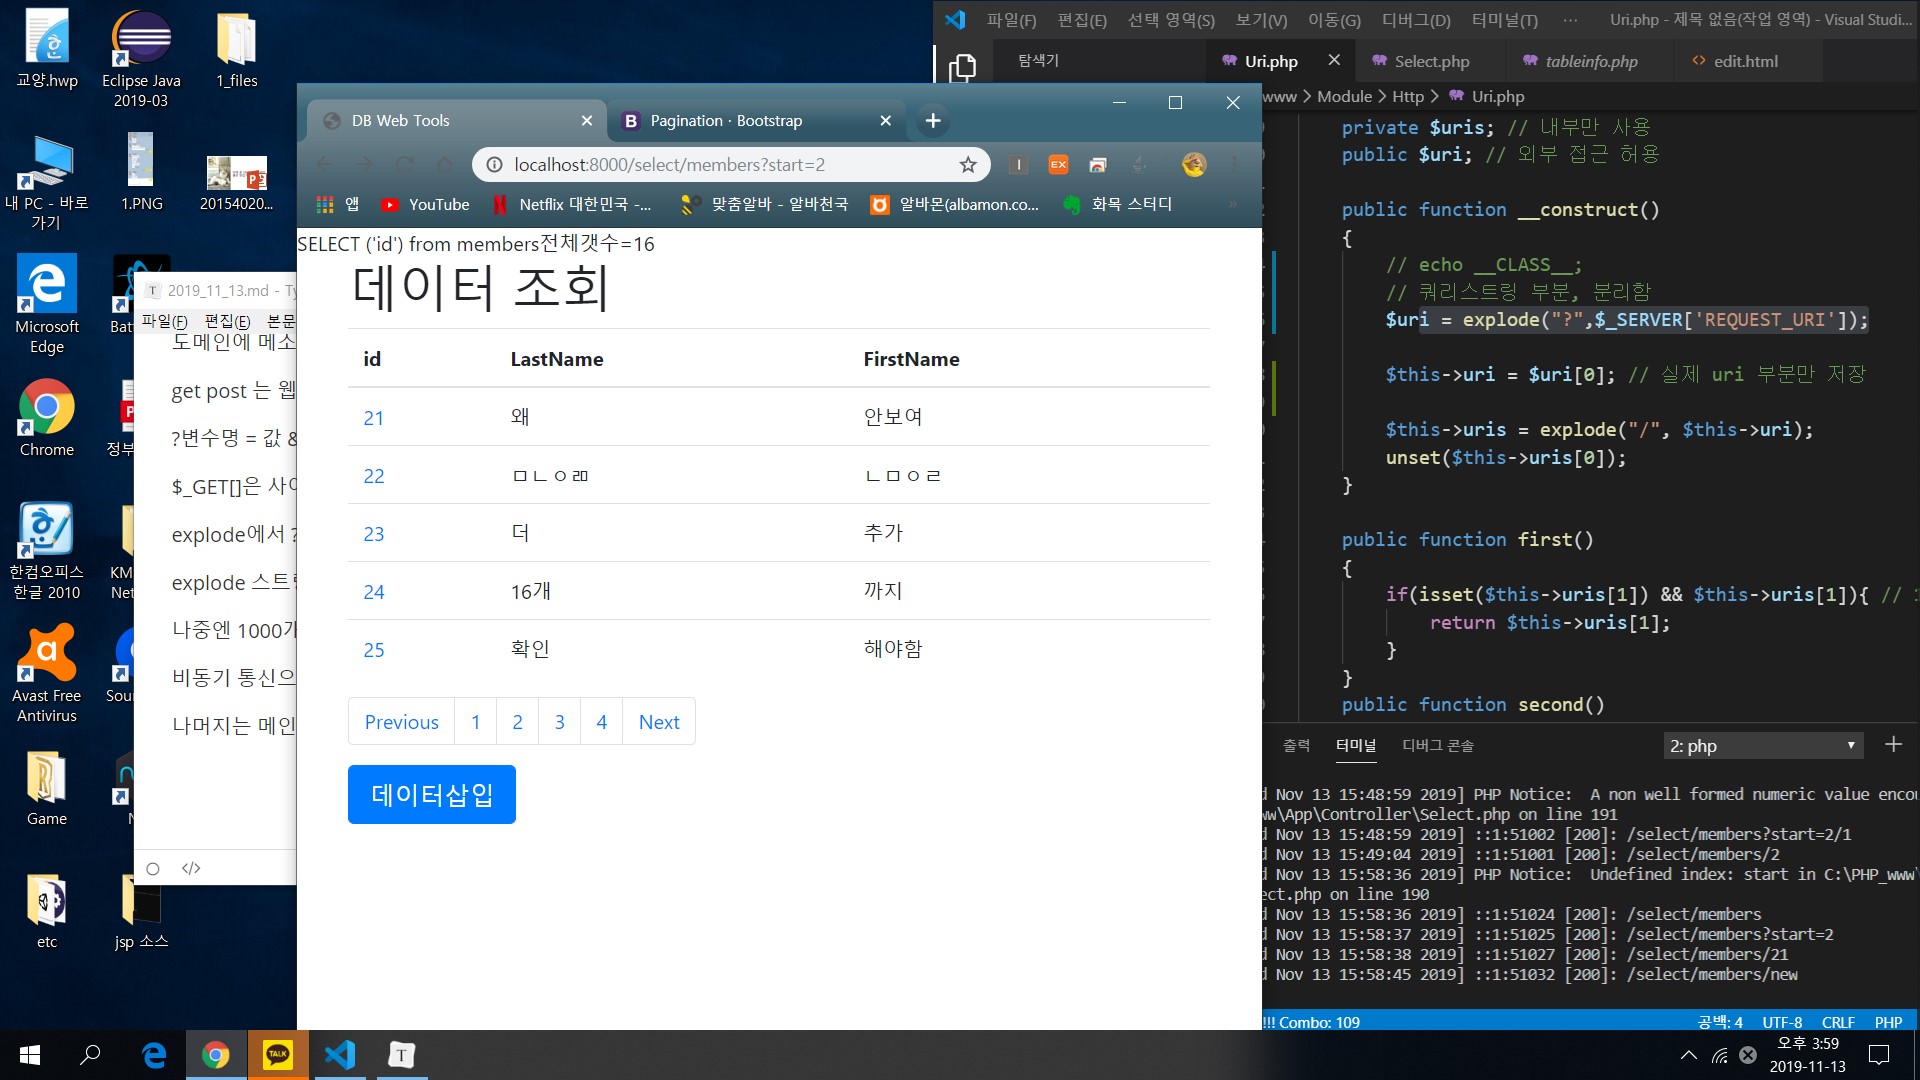 교양.hwp
Eclipse Java
2019-03
1_files
내 PC - 바로
가기
1.PNG
20154020...
Microsoft
Edge
Chrome
한컴오피스
한글 2010
Avast Free
Antivirus
Game
etc
jsp 소스
2019_11_13.md - Ty
파일(F) 편집(E) 본문
도메인에 메소
get post 는 웹
?변수명 = 값 &
$_GET[]은 사이
explode에서 ?
explode 스트링
나중엔 1000개
비동기 통신으
나머지는 메인
</>
DB Web Tools
Pagination · Bootstrap
localhost:8000/select/members?start=2
앱 YouTube Netflix 대한민국 -... 맞춤알바 - 알바천국 알바몬(albamon.co... 화목 스터디 »
SELECT ('id') from members전체갯수=16
데이터 조회
id LastName FirstName
21 왜 안보여
22 ㅁㄴㅇㄻ ㄴㅁㅇㄹ
23 더 추가
24 16개 까지
25 확인 해야함
Previous 1 2 3 4 Next
데이터삽입
파일(F) 편집(E) 선택 영역(S) 보기(V) 이동(G) 디버그(D) 터미널(T) ··· Uri.php - 제목 없음(작업 영역) - Visual Studi...
탐색기
Uri.php Select.php tableinfo.php edit.html
www > Module > Http > Uri.php
private $uris; // 내부만 사용
public $uri; // 외부 접근 허용
public function __construct()
{
// echo __CLASS__;
// 쿼리스트링 부분, 분리함
$uri = explode("?",$_SERVER['REQUEST_URI']);
$this->uri = $uri[0]; // 실제 uri 부분만 저장
$this->uris = explode("/", $this->uri);
unset($this->uris[0]);
}
public function first()
{
if(isset($this->uris[1]) && $this->uris[1]){ //
return $this->uris[1];
}
}
public function second()
출력 터미널 디버그 콘솔 2: php
d Nov 13 15:48:59 2019] PHP Notice:  A non well formed numeric value encou
ww\App\Controller\Select.php on line 191
d Nov 13 15:48:59 2019] ::1:51002 [200]: /select/members?start=2/1
d Nov 13 15:49:04 2019] ::1:51001 [200]: /select/members/2
d Nov 13 15:58:36 2019] PHP Notice:  Undefined index: start in C:\PHP_www\
ect.php on line 190
d Nov 13 15:58:36 2019] ::1:51024 [200]: /select/members
d Nov 13 15:58:37 2019] ::1:51025 [200]: /select/members?start=2
d Nov 13 15:58:38 2019] ::1:51027 [200]: /select/members/21
d Nov 13 15:58:45 2019] ::1:51032 [200]: /select/members/new
!!! Combo: 109 공백: 4 UTF-8 CRLF PHP
TALK
오후 3:59
2019-11-13